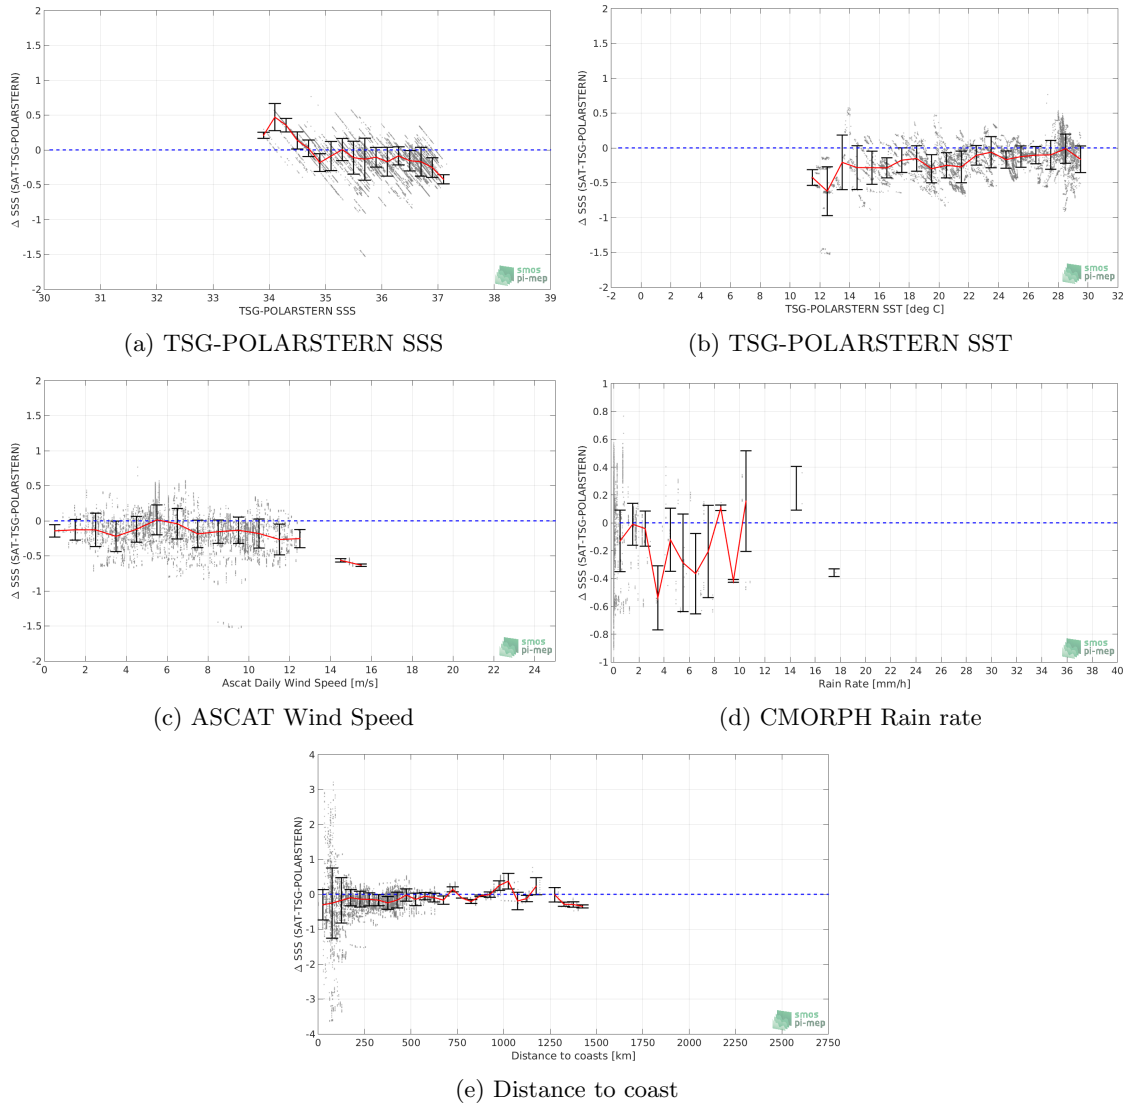 2
1.5
1
0.5
0
-0.5
-1
-1.5
-2
Δ SSS (SAT-TSG-POLARSTERN)
30 31 32 33 34 35 36 37 38 39
TSG-POLARSTERN SSS
smos
pi-mep
(a) TSG-POLARSTERN SSS
2
1.5
1
0.5
0
-0.5
-1
-1.5
-2
Δ SSS (SAT-TSG-POLARSTERN)
-2 0 2 4 6 8 10 12 14 16 18 20 22 24 26 28 30 32
TSG-POLARSTERN SST [deg C]
smos
pi-mep
(b) TSG-POLARSTERN SST
2
1.5
1
0.5
0
-0.5
-1
-1.5
-2
Δ SSS (SAT-TSG-POLARSTERN)
0 2 4 6 8 10 12 14 16 18 20 22 24
Ascat Daily Wind Speed [m/s]
smos
pi-mep
(c) ASCAT Wind Speed
1
0.8
0.6
0.4
0.2
0
-0.2
-0.4
-0.6
-0.8
-1
Δ SSS (SAT-TSG-POLARSTERN)
0 2 4 6 8 10 12 14 16 18 20 22 24 26 28 30 32 34 36 38 40
Rain Rate [mm/h]
smos
pi-mep
(d) CMORPH Rain rate
4
3
2
1
0
-1
-2
-3
-4
Δ SSS (SAT-TSG-POLARSTERN)
0 250 500 750 1000 1250 1500 1750 2000 2250 2500 2750
Distance to coasts [km]
smos
pi-mep
(e) Distance to coast